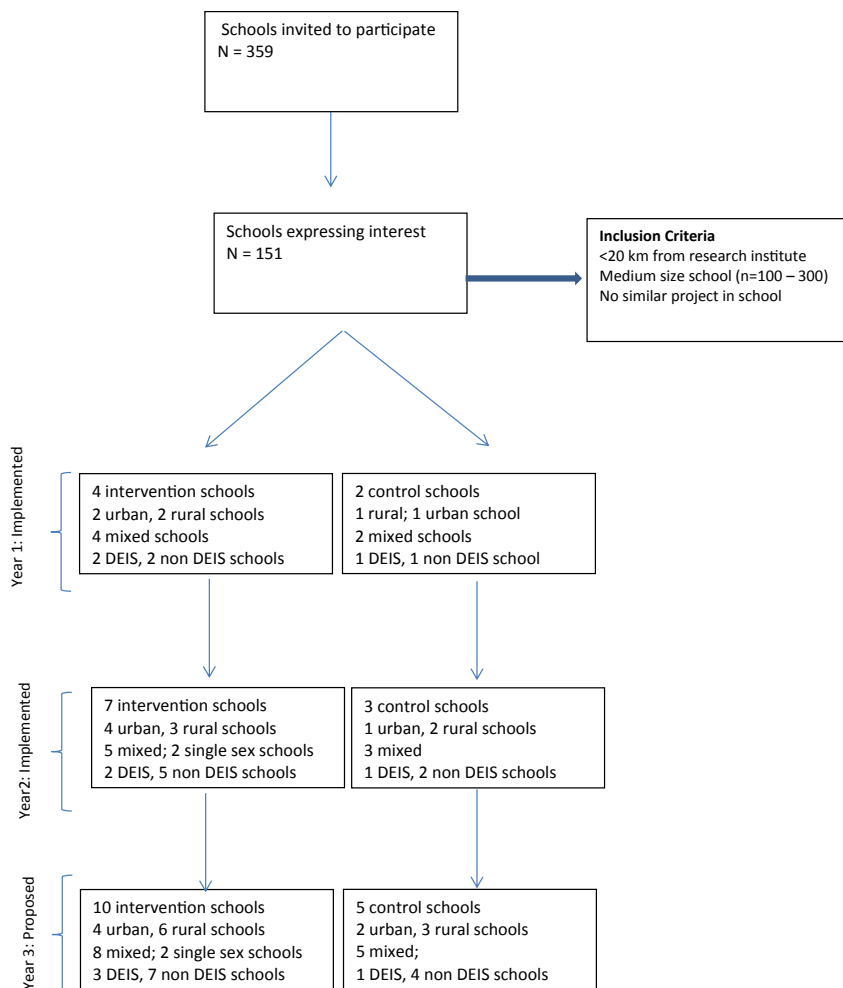 Schools invited to participate
N = 359
Schools expressing interest
N = 151
Inclusion Criteria
<20 km from research institute
Medium size school (n=100 – 300)
No similar project in school
Year 1: Implemented
4 intervention schools
2 urban, 2 rural schools
4 mixed schools
2 DEIS, 2 non DEIS schools
2 control schools
1 rural; 1 urban school
2 mixed schools
1 DEIS, 1 non DEIS school
Year2: Implemented
7 intervention schools
4 urban, 3 rural schools
5 mixed; 2 single sex schools
2 DEIS, 5 non DEIS schools
3 control schools
1 urban, 2 rural schools
3 mixed
1 DEIS, 2 non DEIS schools
Year 3: Proposed
10 intervention schools
4 urban, 6 rural schools
8 mixed; 2 single sex schools
3 DEIS, 7 non DEIS schools
5 control schools
2 urban, 3 rural schools
5 mixed;
1 DEIS, 4 non DEIS schools